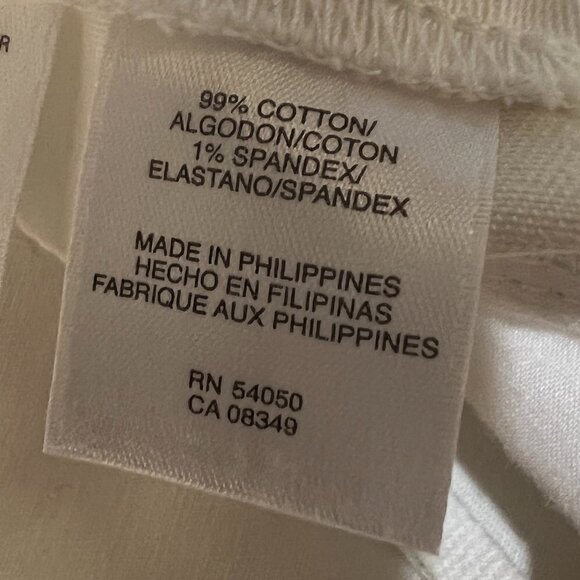 R
99% COTTON/
ALGODON/COTON
1% SPANDEX/
ELASTANO/SPANDEX
MADE IN PHILIPPINES
HECHO EN FILIPINAS
FABRIQUE AUX PHILIPPINES
RN 54050
CA 08349